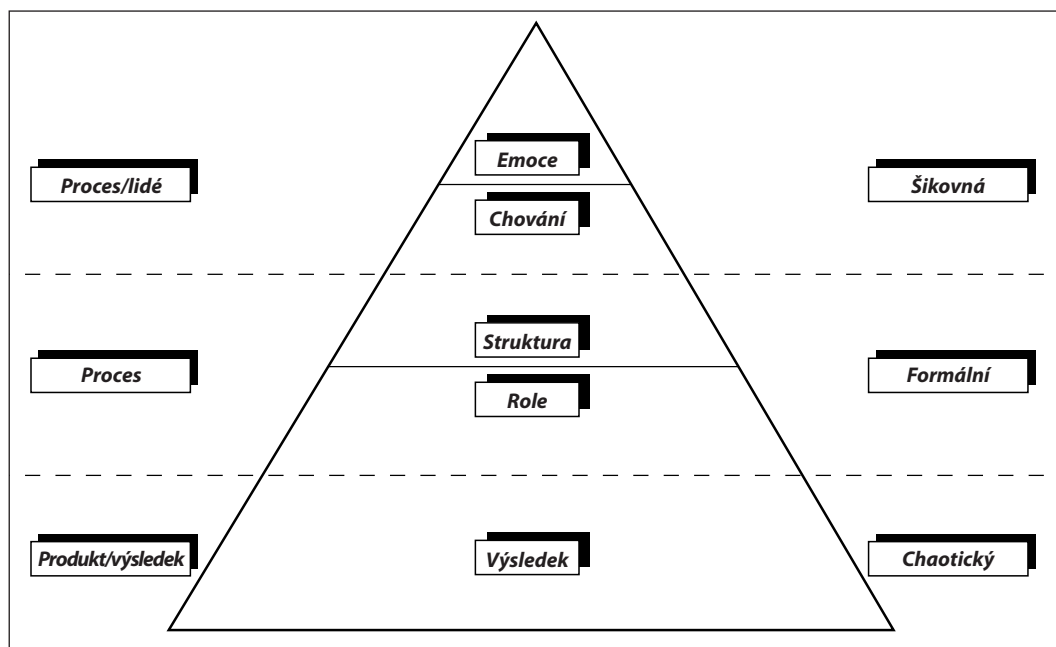 Emoce
Proces/lidé
Šikovná
Chování
Struktura
Proces
Formální
Role
Produkt/výsledek
Výsledek
Chaotický